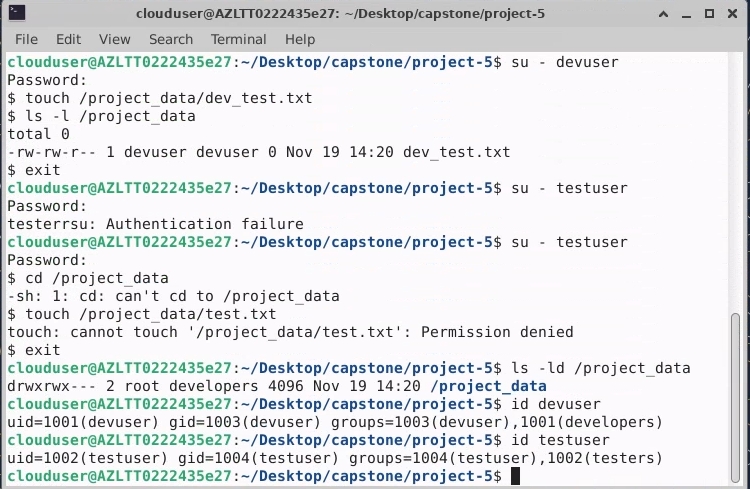 clouduser@AZLTT0222435e27: ~/Desktop/capstone/project-5
File Edit View Search Terminal Help
clouduser@AZLTT0222435e27:~/Desktop/capstone/project-5$ su - devuser
Password:
$ touch /project_data/dev_test.txt
$ ls -l /project_data
total 0
-rw-rw-r-- 1 devuser devuser 0 Nov 19 14:20 dev_test.txt
$ exit
clouduser@AZLTT0222435e27:~/Desktop/capstone/project-5$ su - testuser
Password:
testerrsu: Authentication failure
clouduser@AZLTT0222435e27:~/Desktop/capstone/project-5$ su - testuser
Password:
$ cd /project_data
-sh: 1: cd: can't cd to /project_data
$ touch /project_data/test.txt
touch: cannot touch '/project_data/test.txt': Permission denied
$ exit
clouduser@AZLTT0222435e27:~/Desktop/capstone/project-5$ ls -ld /project_data
drwxrwx--- 2 root developers 4096 Nov 19 14:20 /project_data
clouduser@AZLTT0222435e27:~/Desktop/capstone/project-5$ id devuser
uid=1001(devuser) gid=1003(devuser) groups=1003(devuser),1001(developers)
clouduser@AZLTT0222435e27:~/Desktop/capstone/project-5$ id testuser
uid=1002(testuser) gid=1004(testuser) groups=1004(testuser),1002(testers)
clouduser@AZLTT0222435e27:~/Desktop/capstone/project-5$